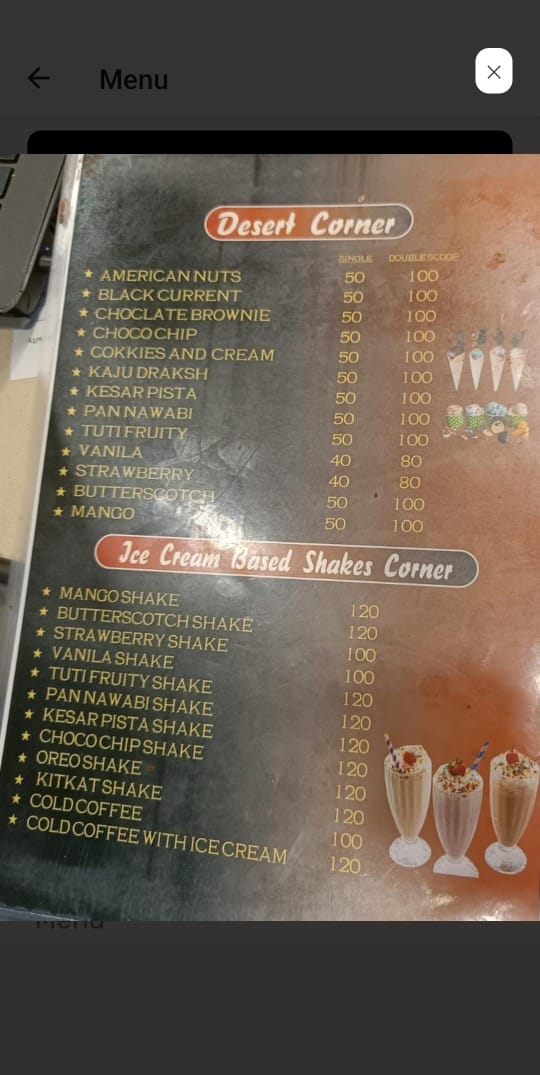 Menu
Desert Corner
SINGLE DOUBLE SCOOP
★ AMERICAN NUTS 50 100
★ BLACK CURRENT 50 100
★ CHOCLATE BROWNIE 50 100
★ CHOCO CHIP 50 100
★ COKKIES AND CREAM 50 100
★ KAJU DRAKSH 50 100
★ KESAR PISTA 50 100
★ PAN NAWABI 50 100
★ TUTI FRUITY 50 100
★ VANILA 40 80
★ STRAWBERRY 40 80
★ BUTTERSCOTCH 50 100
★ MANGO 50 100
Ice Cream Based Shakes Corner
★ MANGO SHAKE 120
★ BUTTERSCOTCH SHAKE 120
★ STRAWBERRY SHAKE 100
★ VANILA SHAKE 100
★ TUTI FRUITY SHAKE 120
★ PAN NAWABI SHAKE 120
★ KESAR PISTA SHAKE 120
★ CHOCO CHIP SHAKE 120
★ OREO SHAKE 120
★ KITKAT SHAKE 120
★ COLD COFFEE 100
★ COLD COFFEE WITH ICE CREAM 120
Menu